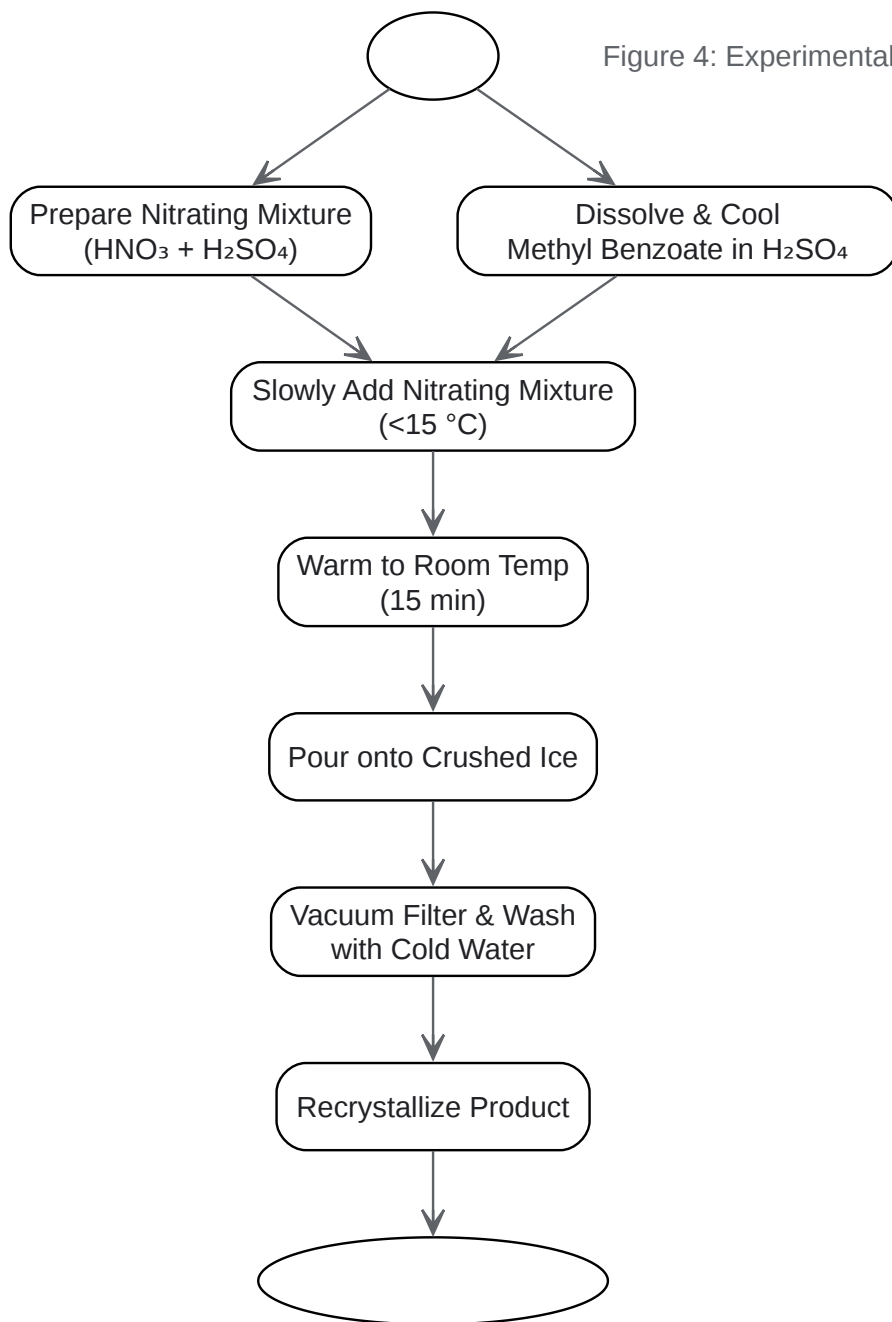 Figure 4: Experimental
Prepare Nitrating Mixture
(HNO₃ + H₂SO₄)
Dissolve & Cool
Methyl Benzoate in H₂SO₄
Slowly Add Nitrating Mixture
(<15 °C)
Warm to Room Temp
(15 min)
Pour onto Crushed Ice
Vacuum Filter & Wash
with Cold Water
Recrystallize Product